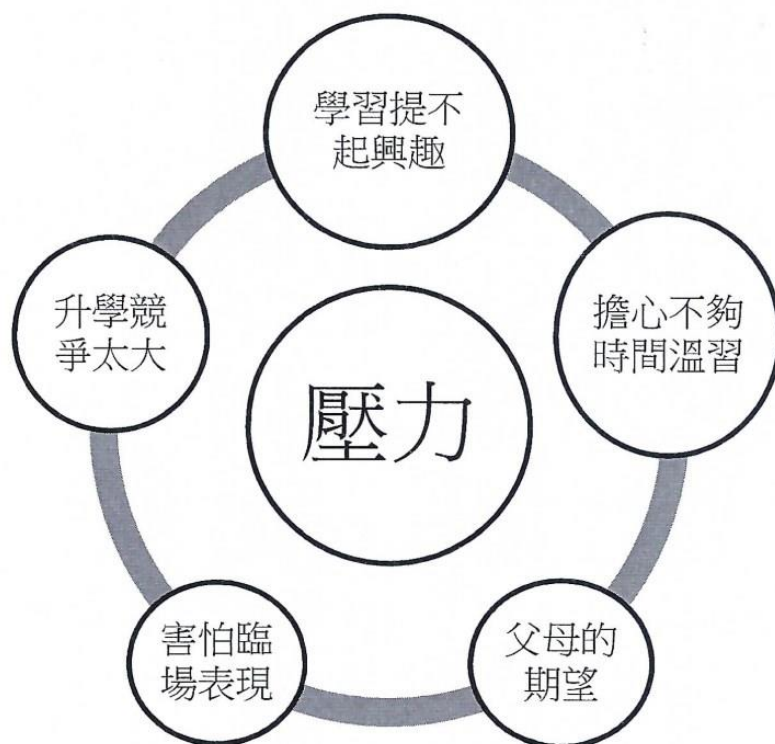 學習提不
起興趣
擔心不夠
時間溫習
父母的
期望
害怕臨
場表現
升學競
爭太大
壓力